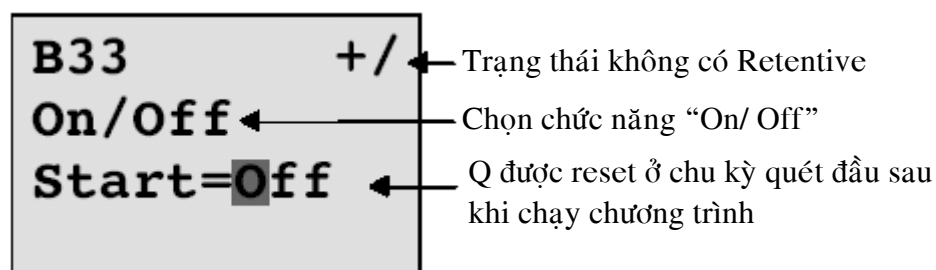 B33 +/ Trạng thái không có Retentive
On/Off Chọn chức năng “On/ Off”
Start=Off Q được reset ở chu kỳ quét đầu sau
khi chạy chương trình